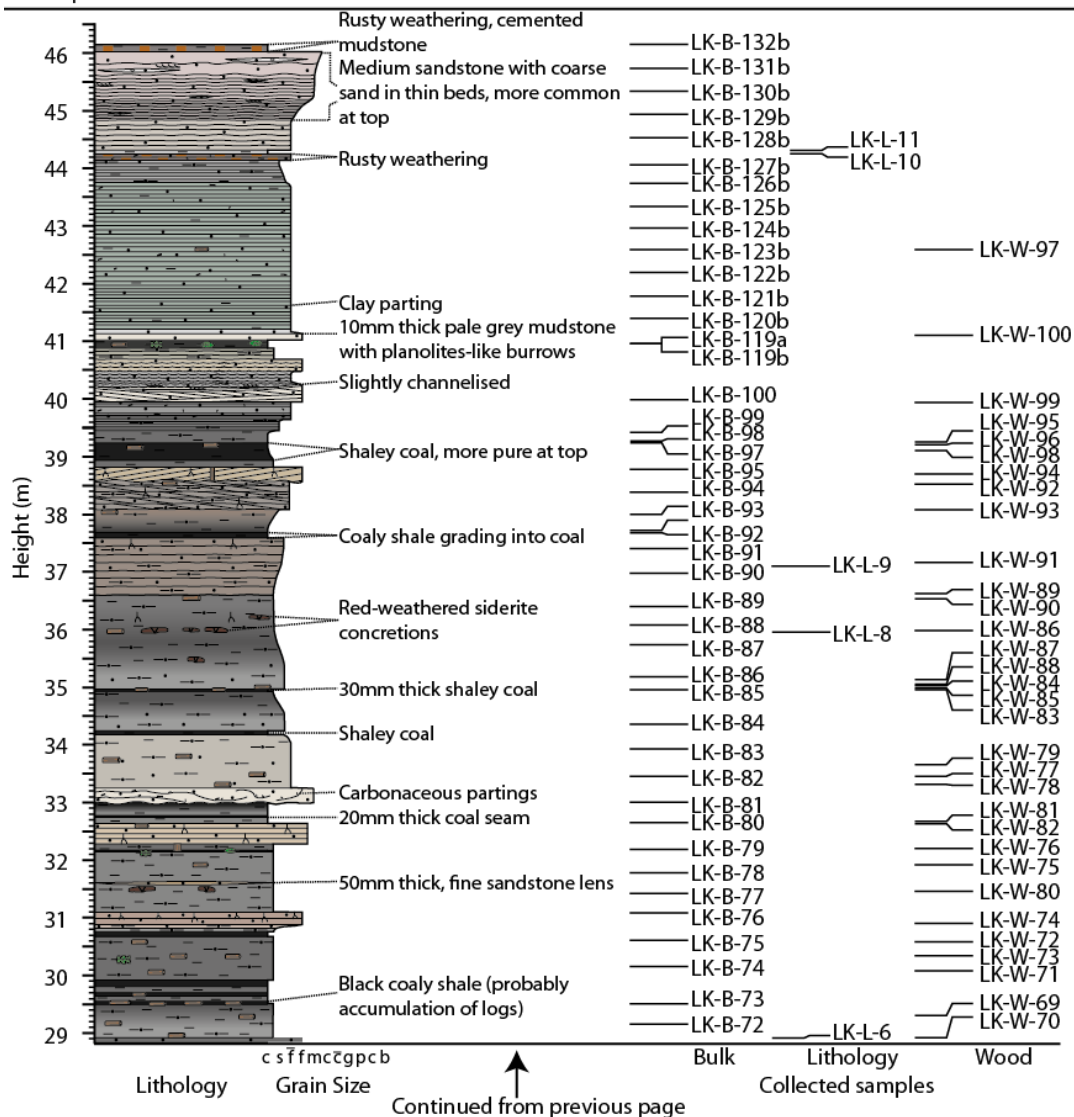 Rusty weathering, cemented
mudstone
Medium sandstone with coarse
sand in thin beds, more common
at top
Rusty weathering
Clay parting
10mm thick pale grey mudstone
with planolites-like burrows
Slightly channelised
Shaley coal, more pure at top
Coaly shale grading into coal
Red-weathered siderite
concretions
30mm thick shaley coal
Shaley coal
Carbonaceous partings
20mm thick coal seam
50mm thick, fine sandstone lens
Black coaly shale (probably
accumulation of logs)
Height (m)
46
45
44
43
42
41
40
39
38
37
36
35
34
33
32
31
30
29
LK-B-132b
LK-B-131b
LK-B-130b
LK-B-129b
LK-B-128b
LK-B-127b
LK-B-126b
LK-B-125b
LK-B-124b
LK-B-123b
LK-B-122b
LK-B-121b
LK-B-120b
LK-B-119a
LK-B-119b
LK-B-100
LK-B-99
LK-B-98
LK-B-97
LK-B-95
LK-B-94
LK-B-93
LK-B-92
LK-B-91
LK-B-90
LK-B-89
LK-B-88
LK-B-87
LK-B-86
LK-B-85
LK-B-84
LK-B-83
LK-B-82
LK-B-81
LK-B-80
LK-B-79
LK-B-78
LK-B-77
LK-B-76
LK-B-75
LK-B-74
LK-B-73
LK-B-72
LK-L-11
LK-L-10
LK-L-9
LK-L-8
LK-L-6
LK-W-97
LK-W-100
LK-W-99
LK-W-95
LK-W-96
LK-W-98
LK-W-94
LK-W-92
LK-W-93
LK-W-91
LK-W-89
LK-W-90
LK-W-86
LK-W-87
LK-W-88
LK-W-84
LK-W-85
LK-W-83
LK-W-79
LK-W-77
LK-W-78
LK-W-81
LK-W-82
LK-W-76
LK-W-75
LK-W-80
LK-W-74
LK-W-72
LK-W-73
LK-W-71
LK-W-69
LK-W-70
c s f̅ f m c c̅ g p c b
Lithology Grain Size
Bulk Lithology Wood
Collected samples
Continued from previous page